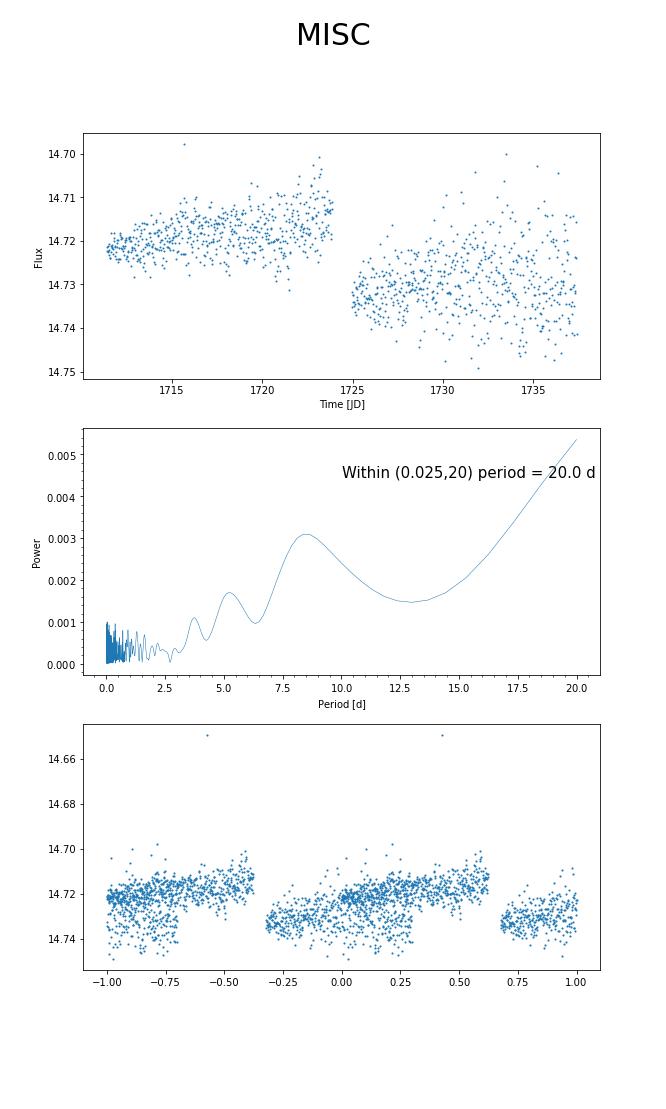 MISC
14.70
14.71
14.72
14.73
14.74
14.75
Flux
1715 1720 1725 1730 1735
Time [JD]
0.005
0.004
0.003
0.002
0.001
0.000
Power
Within (0.025,20) period = 20.0 d
0.0 2.5 5.0 7.5 10.0 12.5 15.0 17.5 20.0
Period [d]
14.66
14.68
14.70
14.72
14.74
−1.00 −0.75 −0.50 −0.25 0.00 0.25 0.50 0.75 1.00